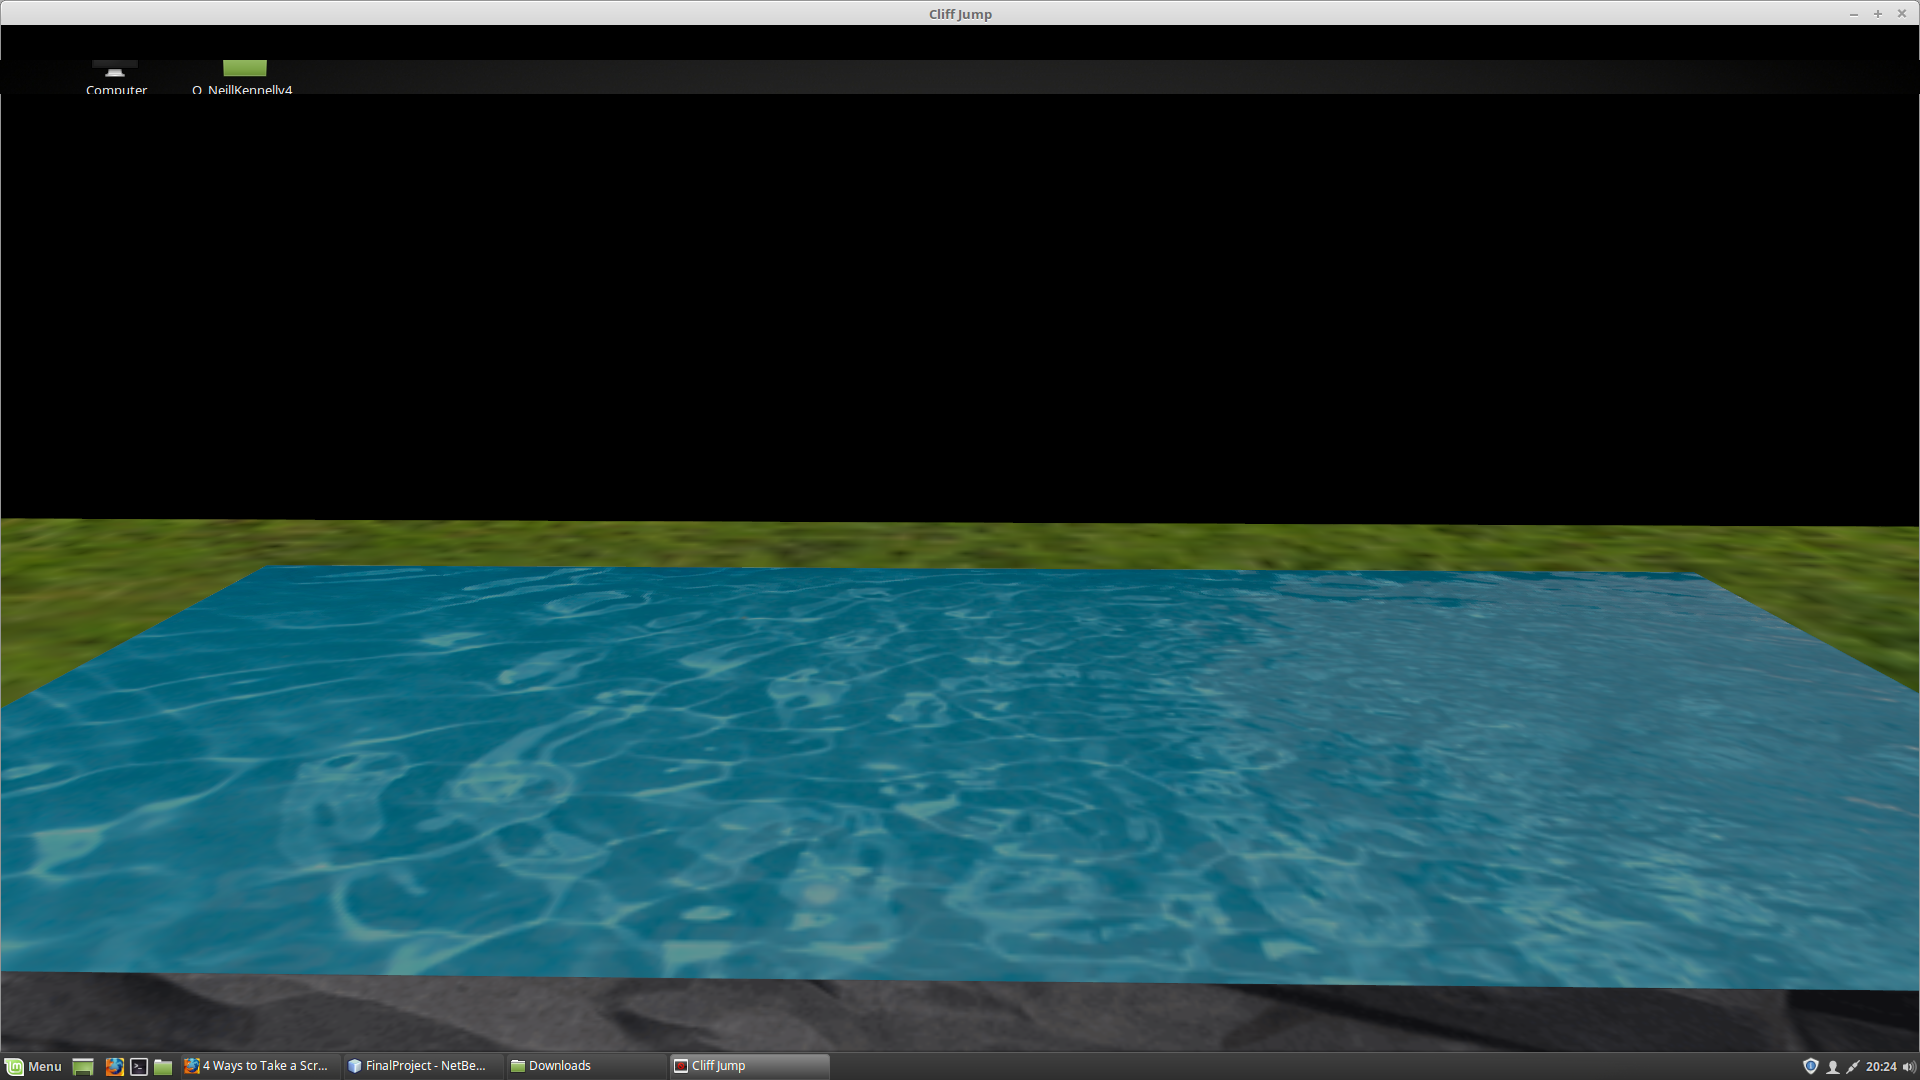 Cliff Jump
Computer
O_NeillKennelly4
Menu
4 Ways to Take a Scr...
FinalProject - NetBe...
Downloads
Cliff Jump
20:24